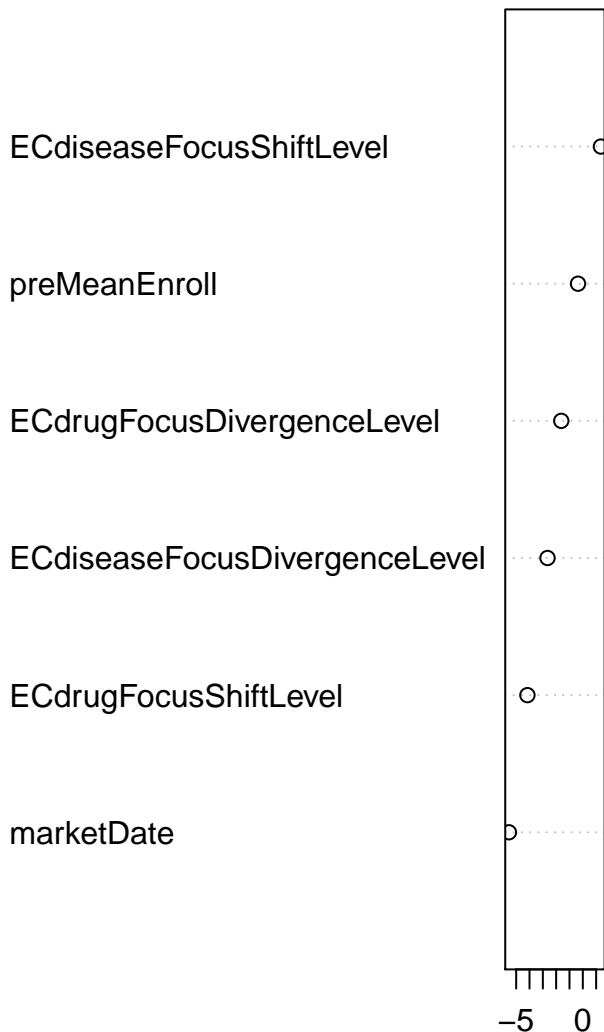 ECdiseaseFocusShiftLevel
preMeanEnroll
ECdrugFocusDivergenceLevel
ECdiseaseFocusDivergenceLevel
ECdrugFocusShiftLevel
marketDate
−5 0